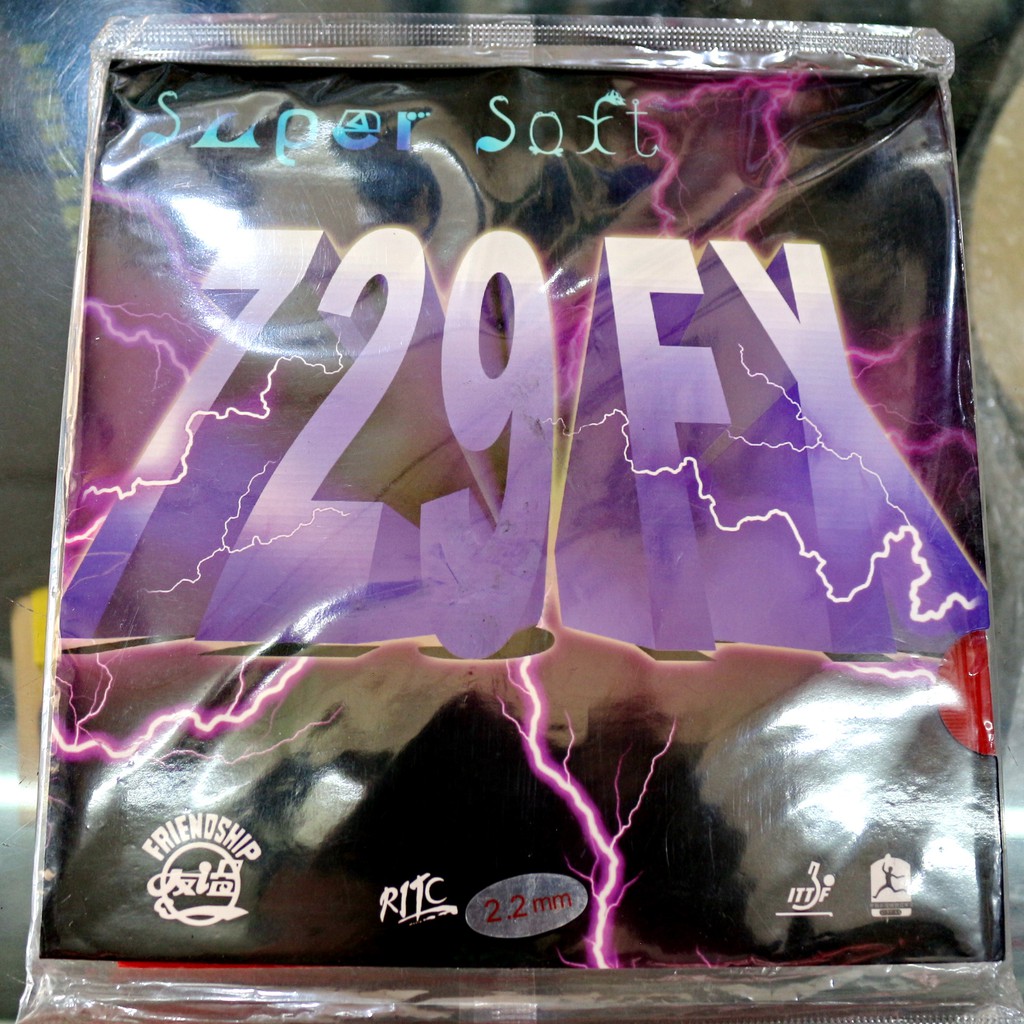 Super Soft
729FX
FRIENDSHIP
友谊
RITC
2.2mm
ITTF